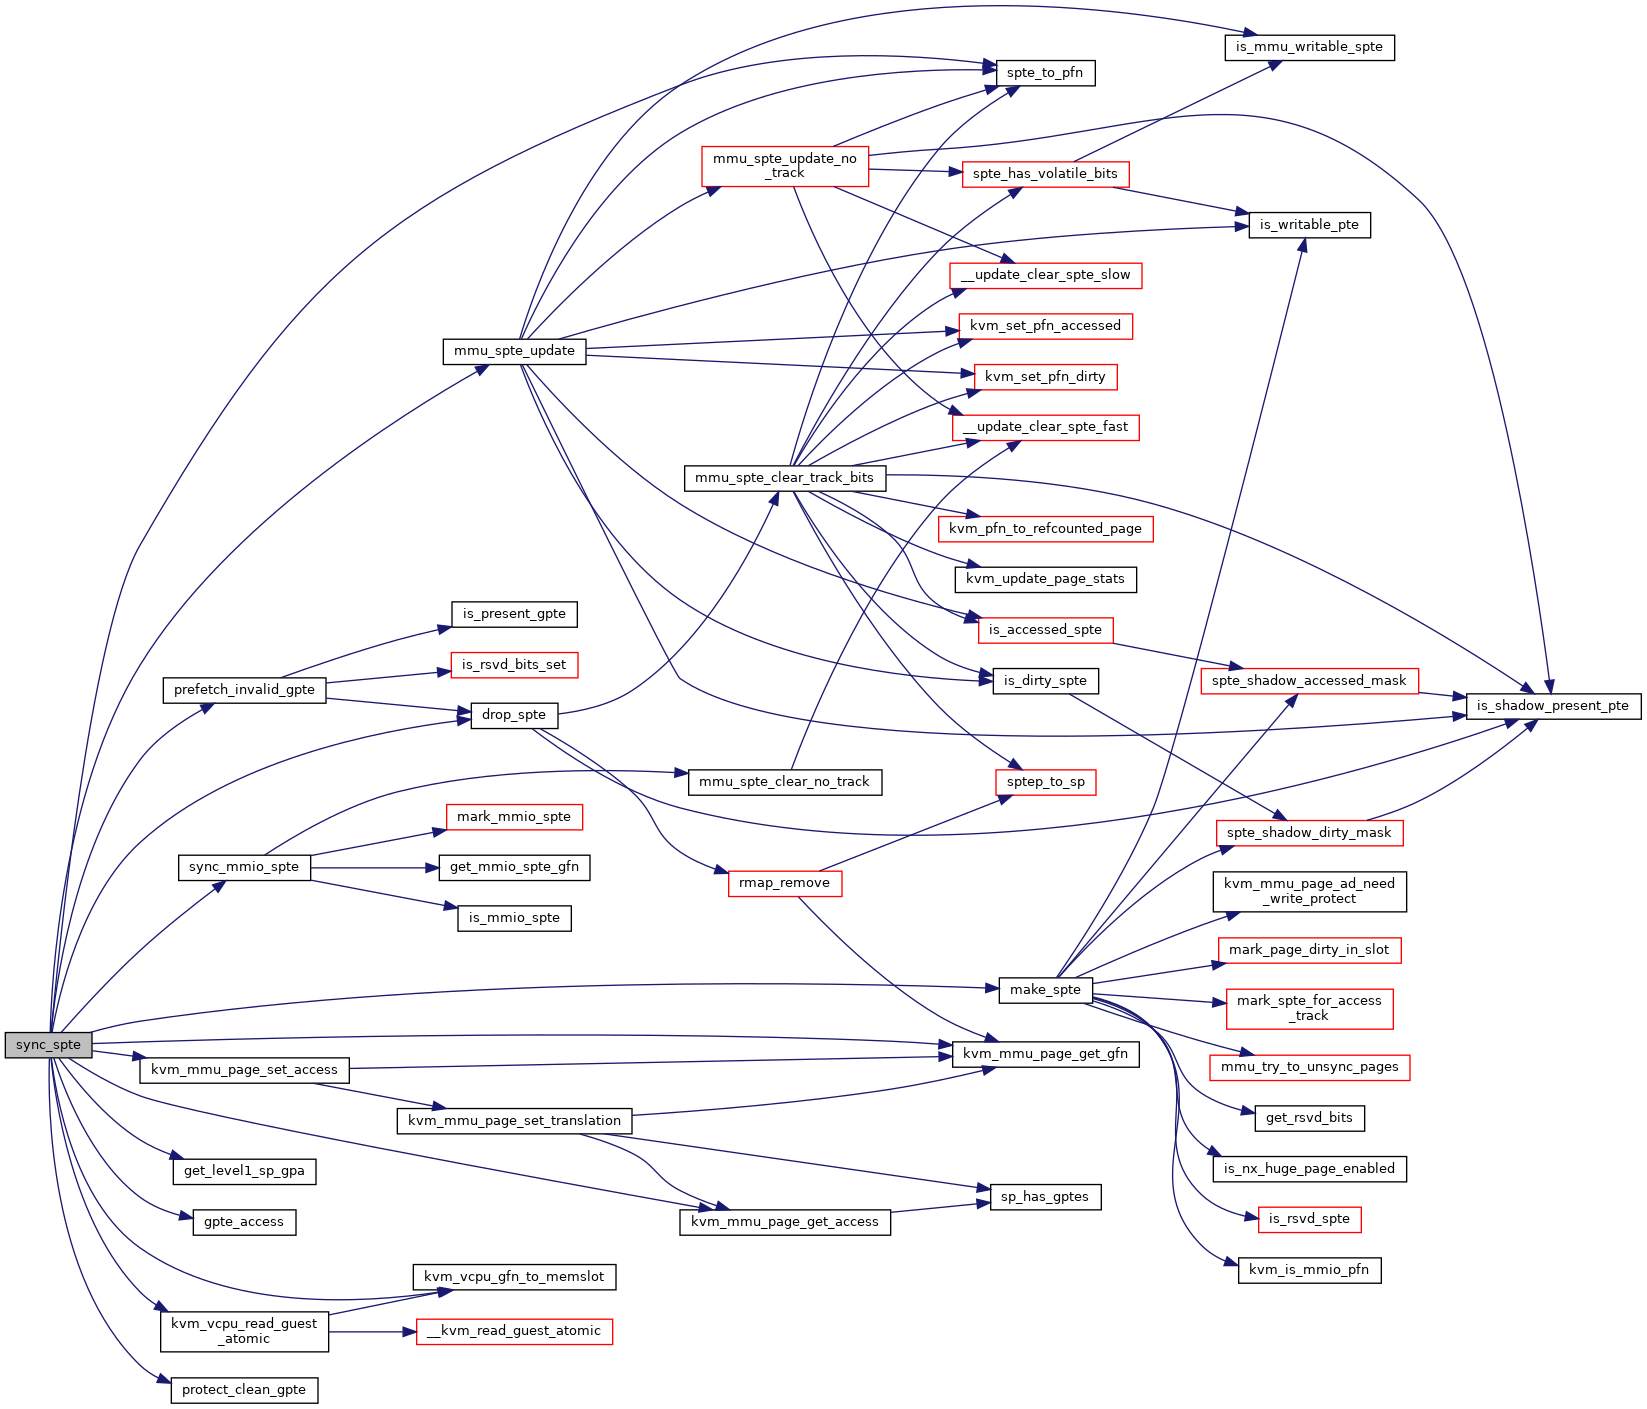 is_mmu_writable_spte
spte_to_pfn
mmu_spte_update_no
_track
spte_has_volatile_bits
is_writable_pte
__update_clear_spte_slow
kvm_set_pfn_accessed
mmu_spte_update
kvm_set_pfn_dirty
__update_clear_spte_fast
mmu_spte_clear_track_bits
kvm_pfn_to_refcounted_page
kvm_update_page_stats
is_present_gpte
is_accessed_spte
is_rsvd_bits_set
spte_shadow_accessed_mask
is_dirty_spte
prefetch_invalid_gpte
is_shadow_present_pte
drop_spte
mmu_spte_clear_no_track
sptep_to_sp
mark_mmio_spte
spte_shadow_dirty_mask
sync_mmio_spte
get_mmio_spte_gfn
rmap_remove
kvm_mmu_page_ad_need
_write_protect
is_mmio_spte
mark_page_dirty_in_slot
make_spte
mark_spte_for_access
_track
sync_spte
kvm_mmu_page_get_gfn
kvm_mmu_page_set_access
mmu_try_to_unsync_pages
kvm_mmu_page_set_translation
get_rsvd_bits
get_level1_sp_gpa
is_nx_huge_page_enabled
sp_has_gptes
gpte_access
kvm_mmu_page_get_access
is_rsvd_spte
kvm_is_mmio_pfn
kvm_vcpu_gfn_to_memslot
kvm_vcpu_read_guest
_atomic
__kvm_read_guest_atomic
protect_clean_gpte